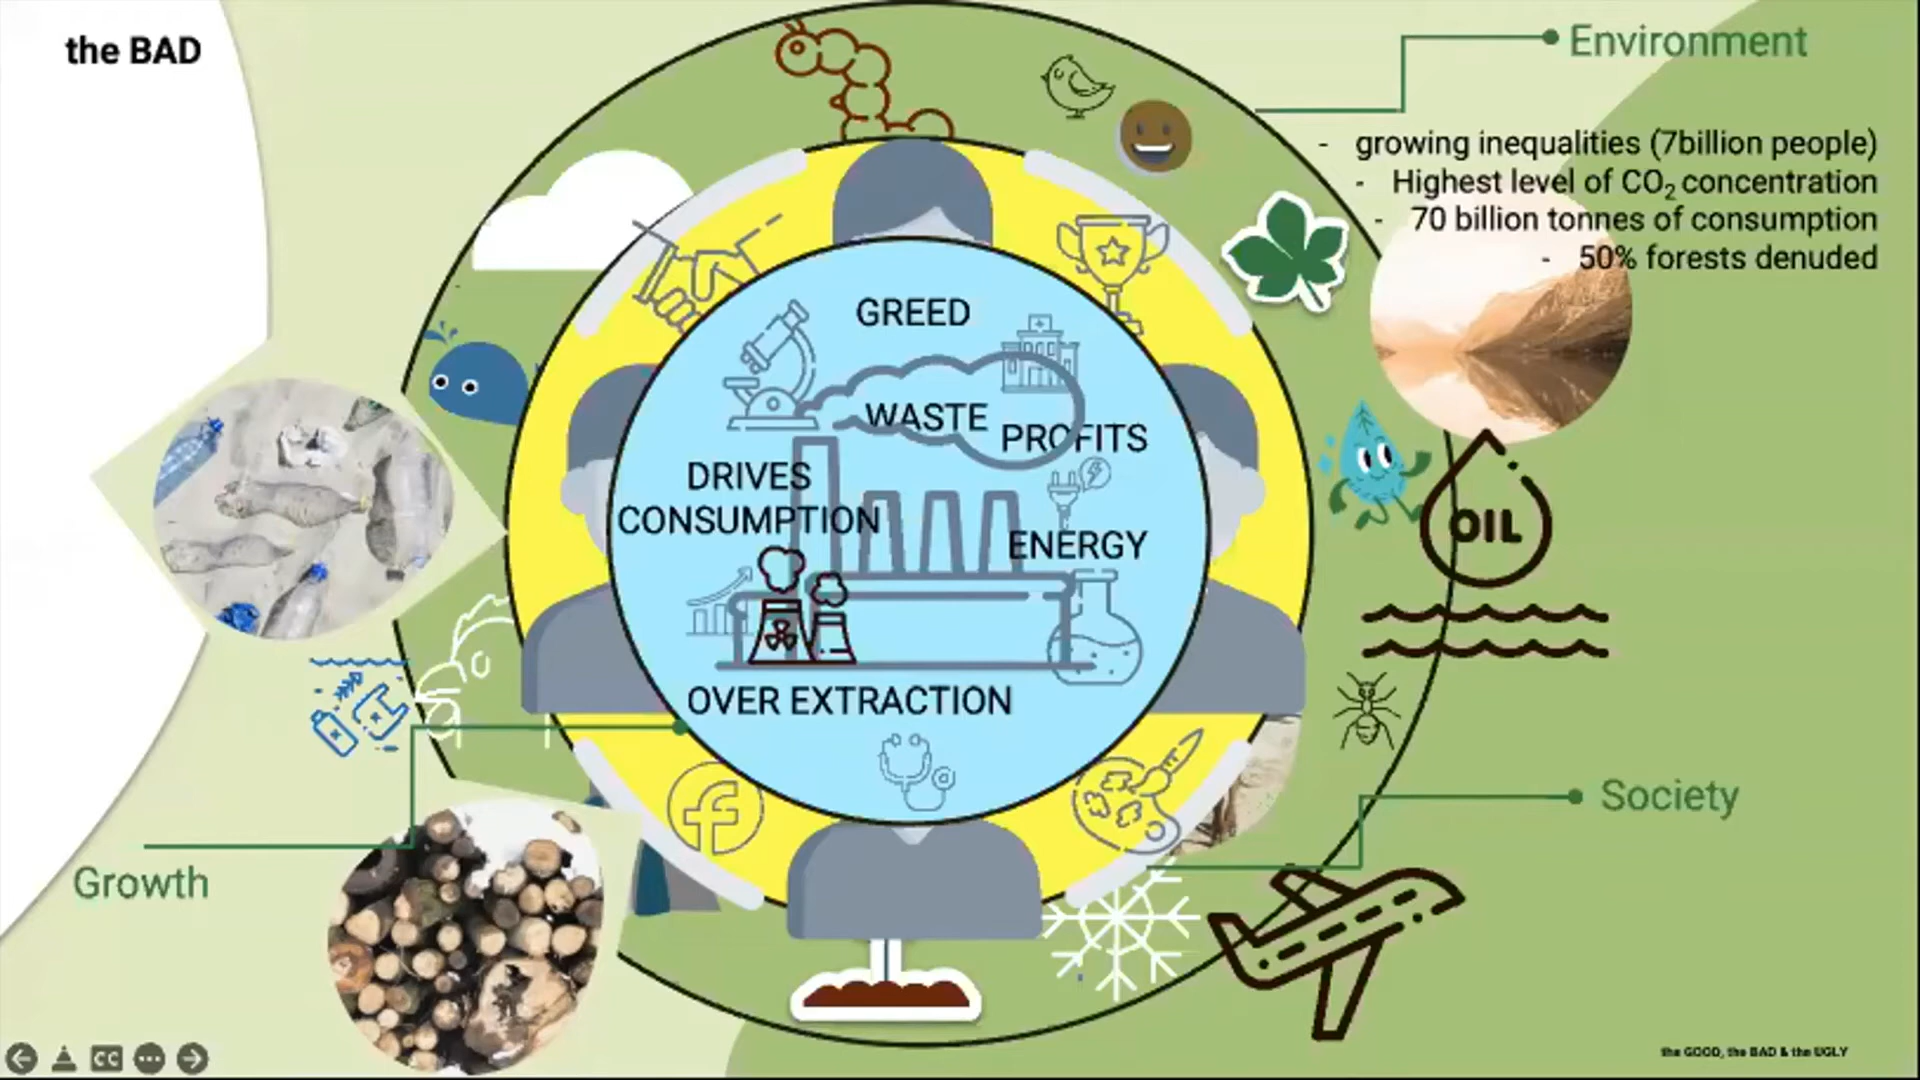 the BAD
Environment
- growing inequalities (7billion people)
- Highest level of CO₂ concentration
- 70 billion tonnes of consumption
- 50% forests denuded
GREED
WASTE
PROFITS
DRIVES
CONSUMPTION
ENERGY
OIL
OVER EXTRACTION
Society
Growth
CC
the GOOD, the BAD & the UGLY